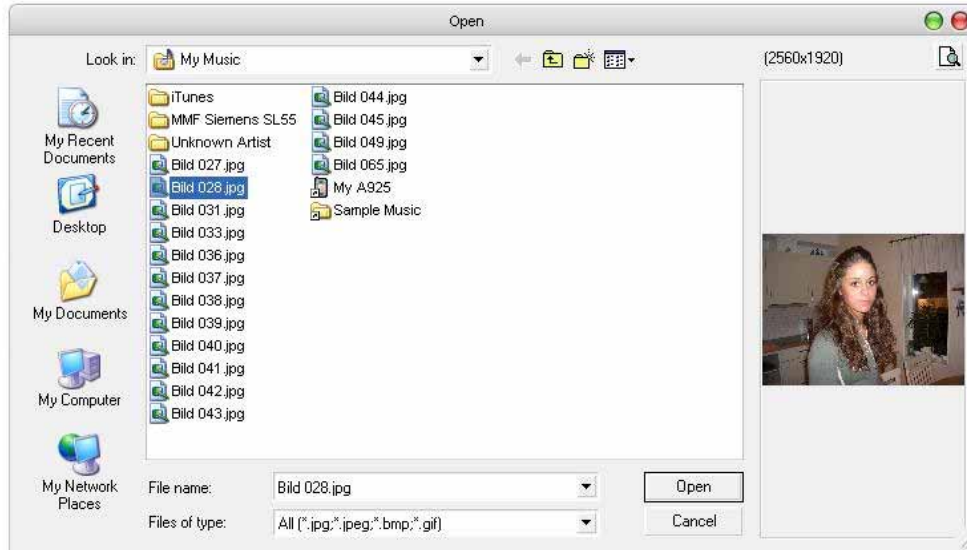 Open
Look in:
My Music
(2560x1920)
My Recent
Documents
Desktop
My Documents
My Computer
My Network
Places
iTunes
MMF Siemens SL55
Unknown Artist
Bild 027.jpg
Bild 028.jpg
Bild 031.jpg
Bild 033.jpg
Bild 036.jpg
Bild 037.jpg
Bild 038.jpg
Bild 039.jpg
Bild 040.jpg
Bild 041.jpg
Bild 042.jpg
Bild 043.jpg
Bild 044.jpg
Bild 045.jpg
Bild 049.jpg
Bild 065.jpg
My A925
Sample Music
File name:
Bild 028.jpg
Open
Files of type:
All (*.jpg;*.jpeg;*.bmp;*.gif)
Cancel